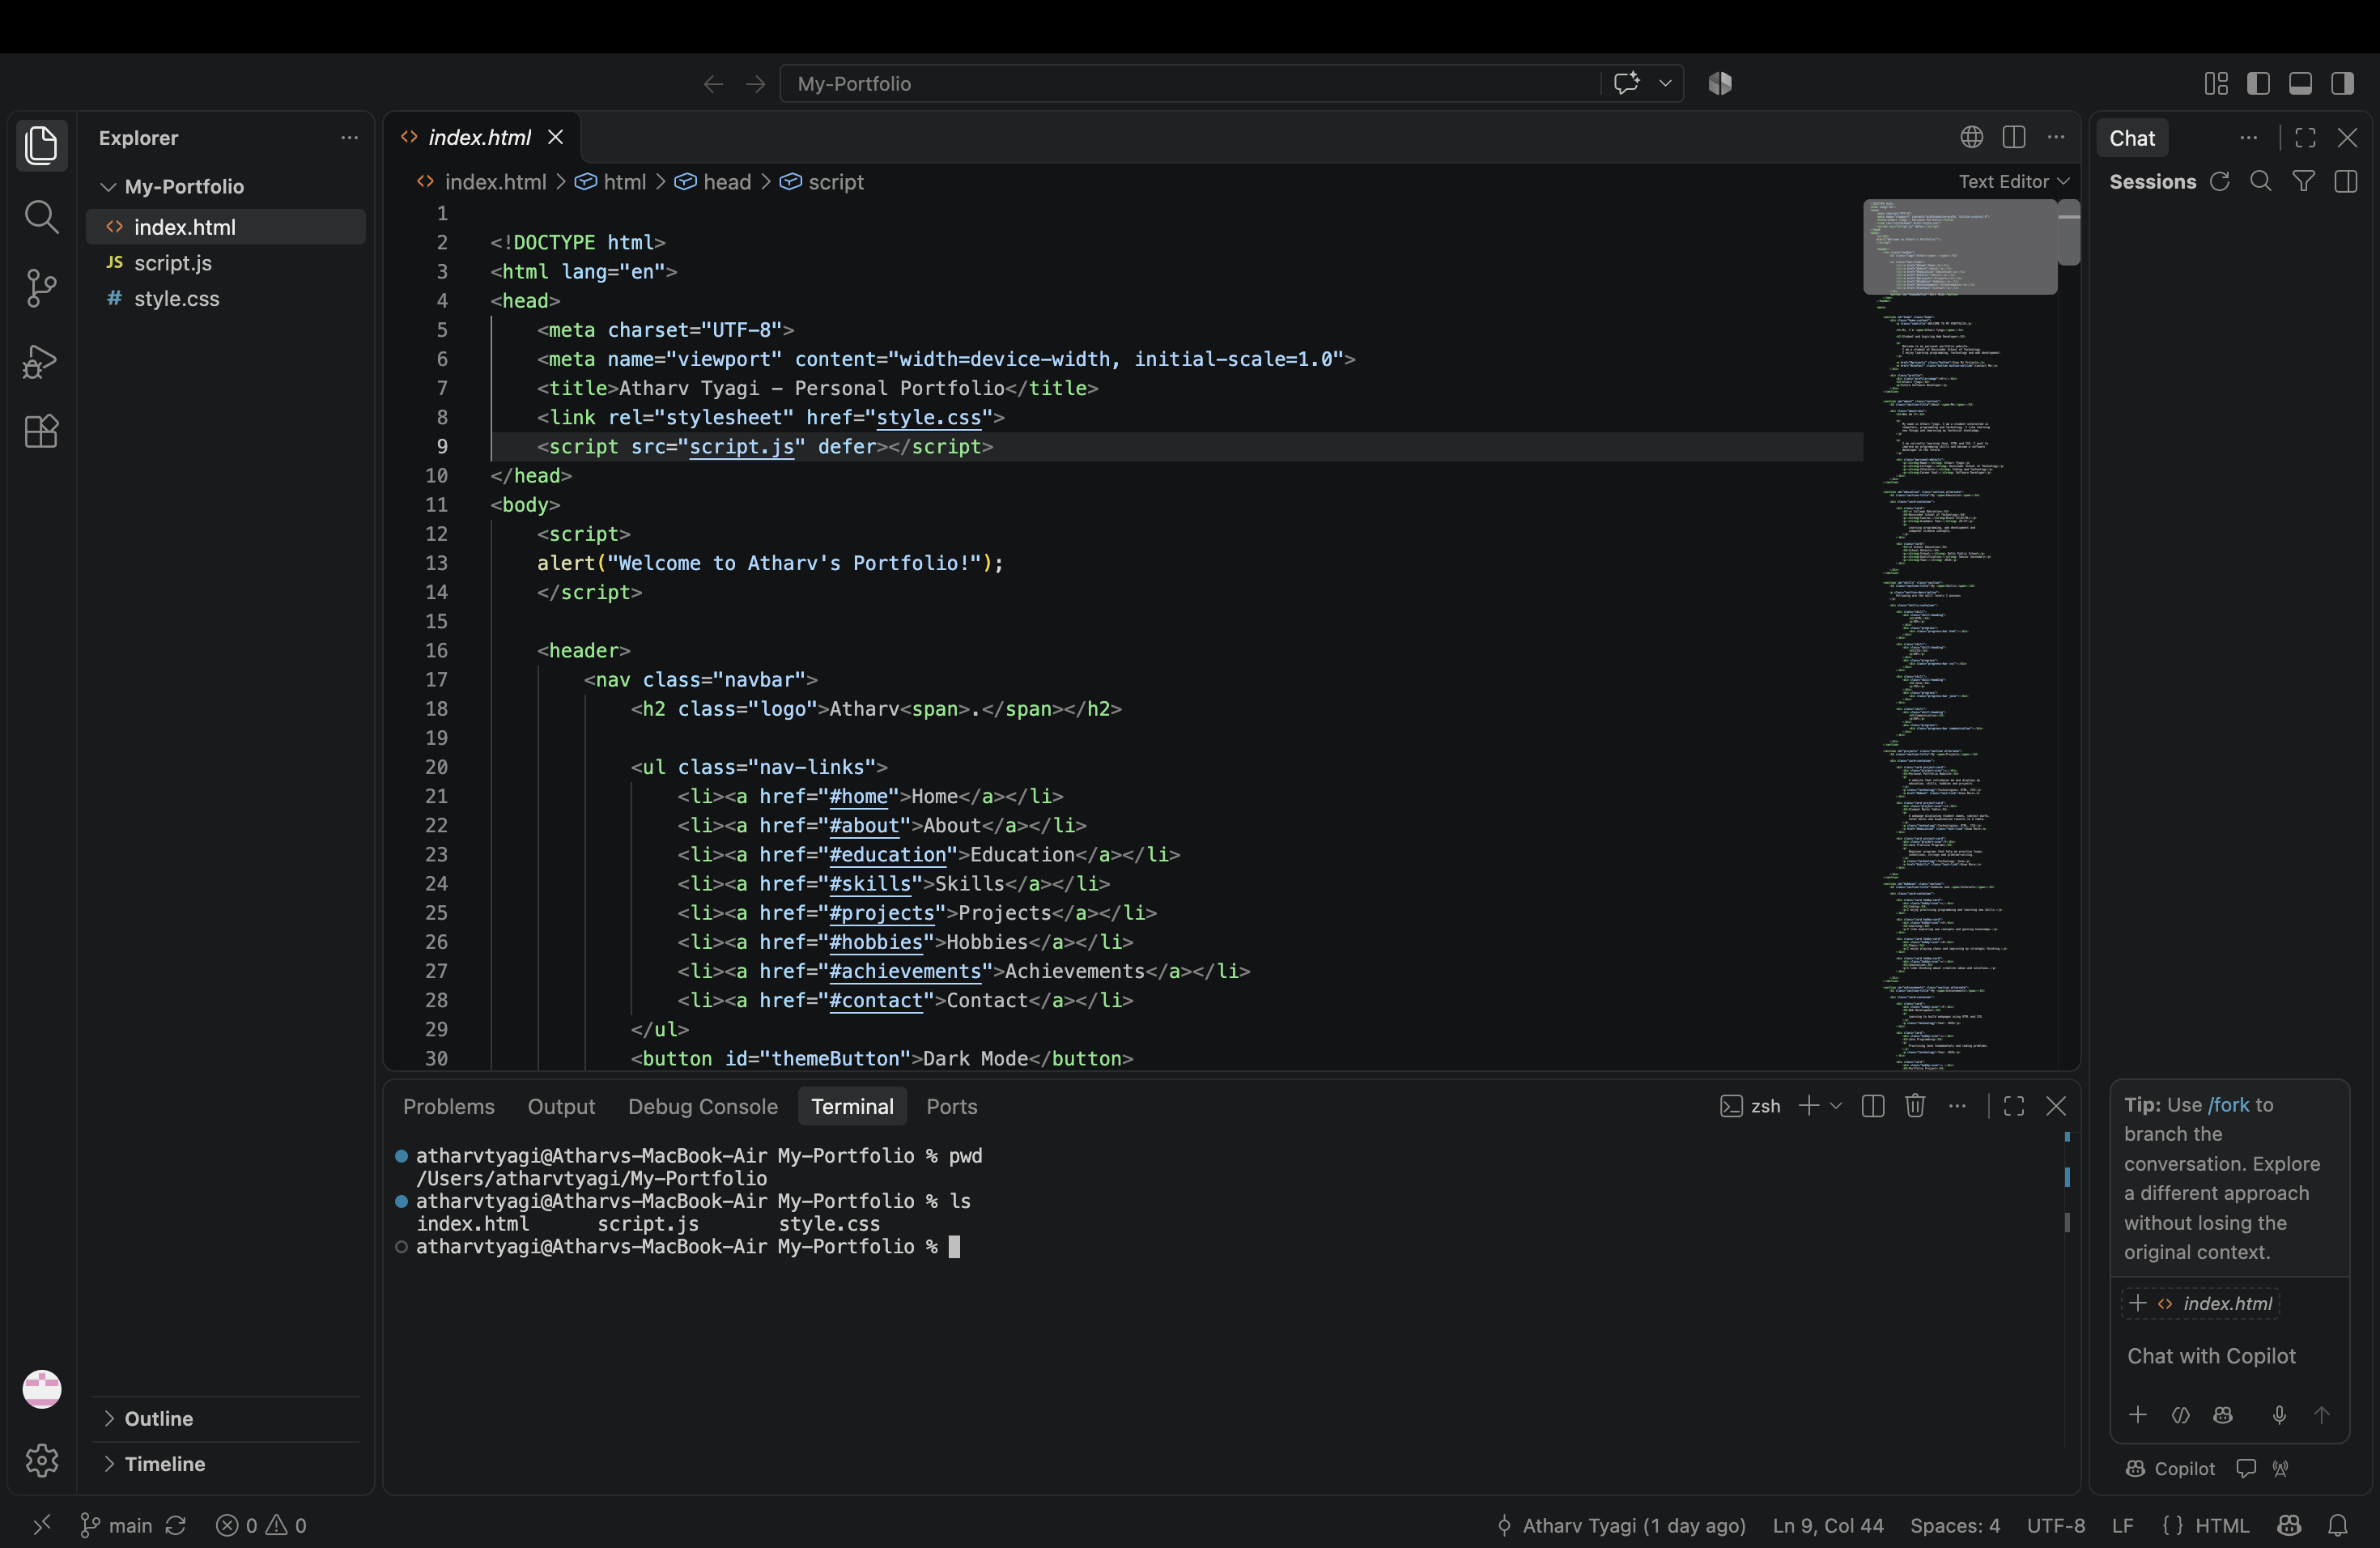 My-Portfolio
Explorer
My-Portfolio
index.html
JS script.js
# style.css
Outline
Timeline
index.html
index.html > html > head > script
Text Editor
1
2 <!DOCTYPE html>
3 <html lang="en">
4 <head>
5 <meta charset="UTF-8">
6 <meta name="viewport" content="width=device-width, initial-scale=1.0">
7 <title>Atharv Tyagi - Personal Portfolio</title>
8 <link rel="stylesheet" href="style.css">
9 <script src="script.js" defer></script>
10 </head>
11 <body>
12 <script>
13 alert("Welcome to Atharv's Portfolio!");
14 </script>
15
16 <header>
17 <nav class="navbar">
18 <h2 class="logo">Atharv<span>.</span></h2>
19
20 <ul class="nav-links">
21 <li><a href="#home">Home</a></li>
22 <li><a href="#about">About</a></li>
23 <li><a href="#education">Education</a></li>
24 <li><a href="#skills">Skills</a></li>
25 <li><a href="#projects">Projects</a></li>
26 <li><a href="#hobbies">Hobbies</a></li>
27 <li><a href="#achievements">Achievements</a></li>
28 <li><a href="#contact">Contact</a></li>
29 </ul>
30 <button id="themeButton">Dark Mode</button>
Problems Output Debug Console Terminal Ports
zsh
atharvtyagi@Atharvs-MacBook-Air My-Portfolio % pwd
/Users/atharvtyagi/My-Portfolio
atharvtyagi@Atharvs-MacBook-Air My-Portfolio % ls
index.html script.js style.css
atharvtyagi@Atharvs-MacBook-Air My-Portfolio %
Chat
Sessions
Tip: Use /fork to
branch the
conversation. Explore
a different approach
without losing the
original context.
index.html
Chat with Copilot
Copilot
main 0 0
Atharv Tyagi (1 day ago) Ln 9, Col 44 Spaces: 4 UTF-8 LF {} HTML